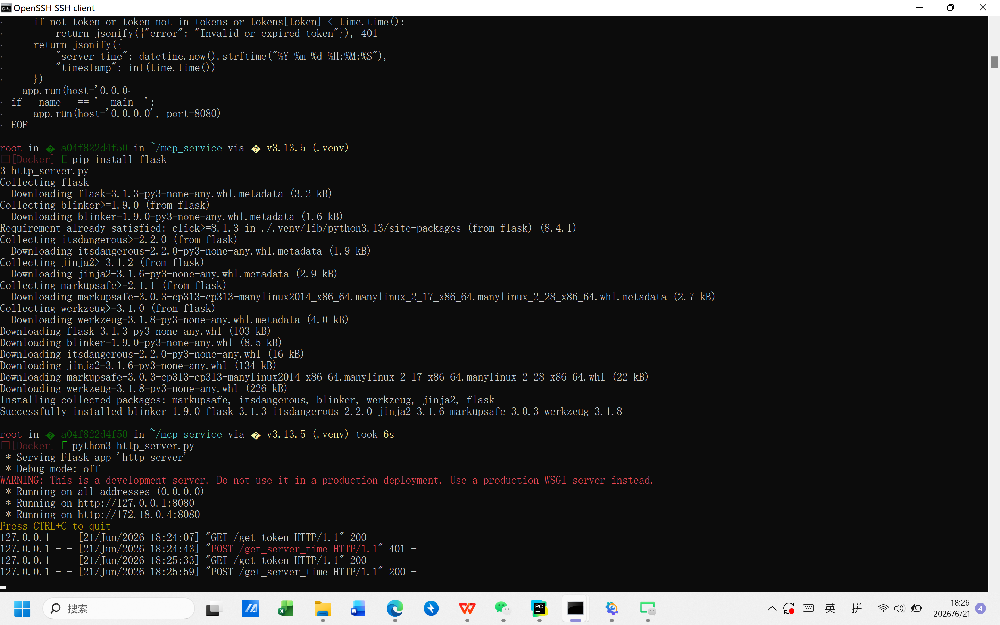 OpenSSH SSH client
if not token or token not in tokens or tokens[token] < time.time():
return jsonify({"error": "Invalid or expired token"}), 401
return jsonify({
"server_time": datetime.now().strftime("%Y-%m-%d %H:%M:%S"),
"timestamp": int(time.time())
})
app.run(host='0.0.0
if __name__ == '__main__':
app.run(host='0.0.0.0', port=8080)
EOF
root in � a04f822d4f50 in ~/mcp_service via � v3.13.5 (.venv)
□[Docker] [ pip install flask
3 http_server.py
Collecting flask
Downloading flask-3.1.3-py3-none-any.whl.metadata (3.2 kB)
Collecting blinker>=1.9.0 (from flask)
Downloading blinker-1.9.0-py3-none-any.whl.metadata (1.6 kB)
Requirement already satisfied: click>=8.1.3 in ./.venv/lib/python3.13/site-packages (from flask) (8.4.1)
Collecting itsdangerous>=2.2.0 (from flask)
Downloading itsdangerous-2.2.0-py3-none-any.whl.metadata (1.9 kB)
Collecting jinja2>=3.1.2 (from flask)
Downloading jinja2-3.1.6-py3-none-any.whl.metadata (2.9 kB)
Collecting markupsafe>=2.1.1 (from flask)
Downloading markupsafe-3.0.3-cp313-cp313-manylinux2014_x86_64.manylinux_2_17_x86_64.manylinux_2_28_x86_64.whl.metadata (2.7 kB)
Collecting werkzeug>=3.1.0 (from flask)
Downloading werkzeug-3.1.8-py3-none-any.whl.metadata (4.0 kB)
Downloading flask-3.1.3-py3-none-any.whl (103 kB)
Downloading blinker-1.9.0-py3-none-any.whl (8.5 kB)
Downloading itsdangerous-2.2.0-py3-none-any.whl (16 kB)
Downloading jinja2-3.1.6-py3-none-any.whl (134 kB)
Downloading markupsafe-3.0.3-cp313-cp313-manylinux2014_x86_64.manylinux_2_17_x86_64.manylinux_2_28_x86_64.whl (22 kB)
Downloading werkzeug-3.1.8-py3-none-any.whl (226 kB)
Installing collected packages: markupsafe, itsdangerous, blinker, werkzeug, jinja2, flask
Successfully installed blinker-1.9.0 flask-3.1.3 itsdangerous-2.2.0 jinja2-3.1.6 markupsafe-3.0.3 werkzeug-3.1.8
root in � a04f822d4f50 in ~/mcp_service via � v3.13.5 (.venv) took 6s
□[Docker] [ python3 http_server.py
* Serving Flask app 'http_server'
* Debug mode: off
WARNING: This is a development server. Do not use it in a production deployment. Use a production WSGI server instead.
* Running on all addresses (0.0.0.0)
* Running on http://127.0.0.1:8080
* Running on http://172.18.0.4:8080
Press CTRL+C to quit
127.0.0.1 - - [21/Jun/2026 18:24:07] "GET /get_token HTTP/1.1" 200 -
127.0.0.1 - - [21/Jun/2026 18:24:43] "POST /get_server_time HTTP/1.1" 401 -
127.0.0.1 - - [21/Jun/2026 18:25:33] "GET /get_token HTTP/1.1" 200 -
127.0.0.1 - - [21/Jun/2026 18:25:59] "POST /get_server_time HTTP/1.1" 200 -
搜索
英 拼
18:26
2026/6/21
4